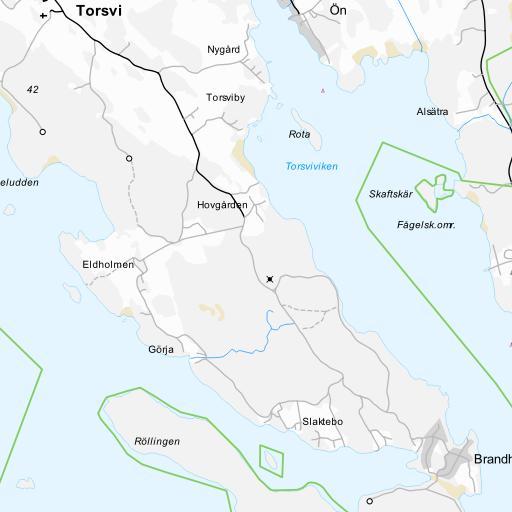 Torsvi
Ön
Nygård
42
Torsviby
Alsätra
Rota
Torsviviken
eludden
Skaftskär
Hovgården
Fågelsk.omr.
Eldholmen
Görja
Slaktebo
Röllingen
Brandh